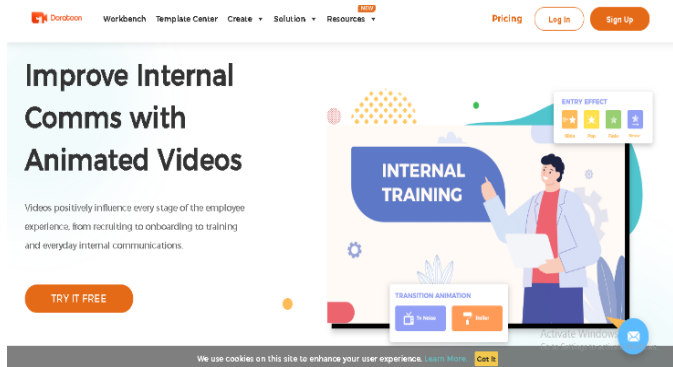 NEW
Doratoon Workbench Template Center Create Solution Resources Pricing Log In Sign Up
Improve Internal
Comms with
Animated Videos
Videos positively influence every stage of the employee
experience, from recruiting to onboarding to training
and everyday internal communications.
TRY IT FREE
ENTRY EFFECT
INTERNAL
TRAINING
TRANSITION ANIMATION
Roller
Activate Windows
We use cookies on this site to enhance your user experience. Learn More. Got It